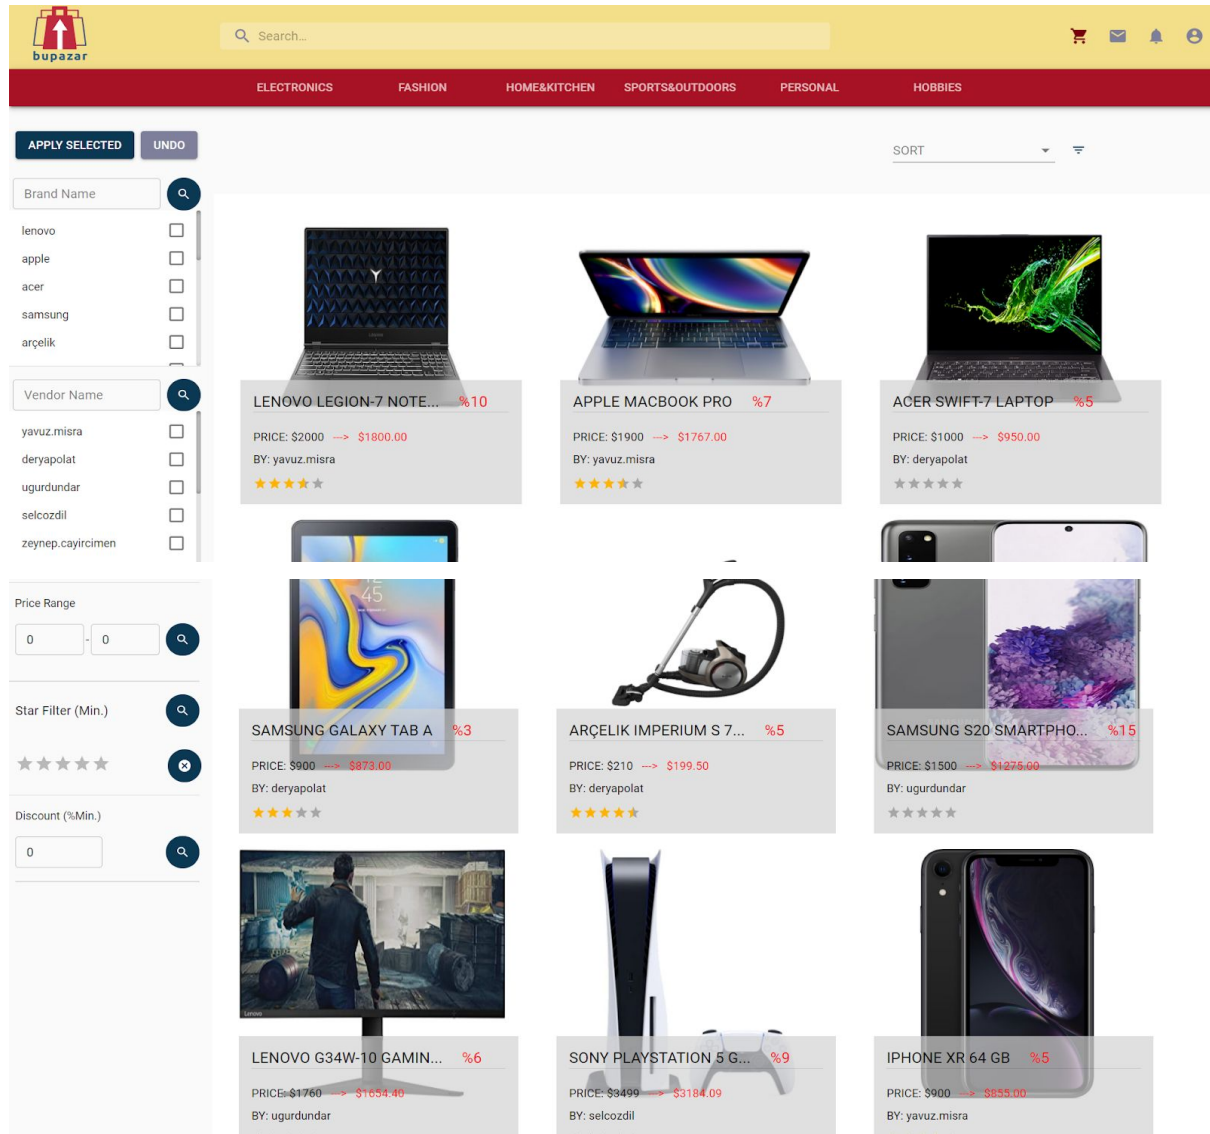 bupazar
Search...
ELECTRONICS FASHION HOME&KITCHEN SPORTS&OUTDOORS PERSONAL HOBBIES
APPLY SELECTED UNDO
SORT
Brand Name
lenovo
apple
acer
samsung
arçelik
Vendor Name
yavuz.misra
deryapolat
ugurdundar
selcozdil
zeynep.cayircimen
LENOVO LEGION-7 NOTE... %10
PRICE: $2000 ---> $1800.00
BY: yavuz.misra
APPLE MACBOOK PRO %7
PRICE: $1900 ---> $1767.00
BY: yavuz.misra
ACER SWIFT-7 LAPTOP %5
PRICE: $1000 ---> $950.00
BY: deryapolat
Price Range
0 - 0
Star Filter (Min.)
Discount (%Min.)
0
12
45
SAMSUNG GALAXY TAB A %3
PRICE: $900 ---> $873.00
BY: deryapolat
ARÇELIK IMPERIUM S 7... %5
PRICE: $210 ---> $199.50
BY: deryapolat
SAMSUNG S20 SMARTPHO... %15
PRICE: $1500 ---> $1275.00
BY: ugurdundar
Lenovo
LENOVO G34W-10 GAMIN... %6
PRICE: $1760 ---> $1654.40
BY: ugurdundar
SONY PLAYSTATION 5 G... %9
PRICE: $3499 ---> $3184.09
BY: selcozdil
IPHONE XR 64 GB %5
PRICE: $900 ---> $855.00
BY: yavuz.misra